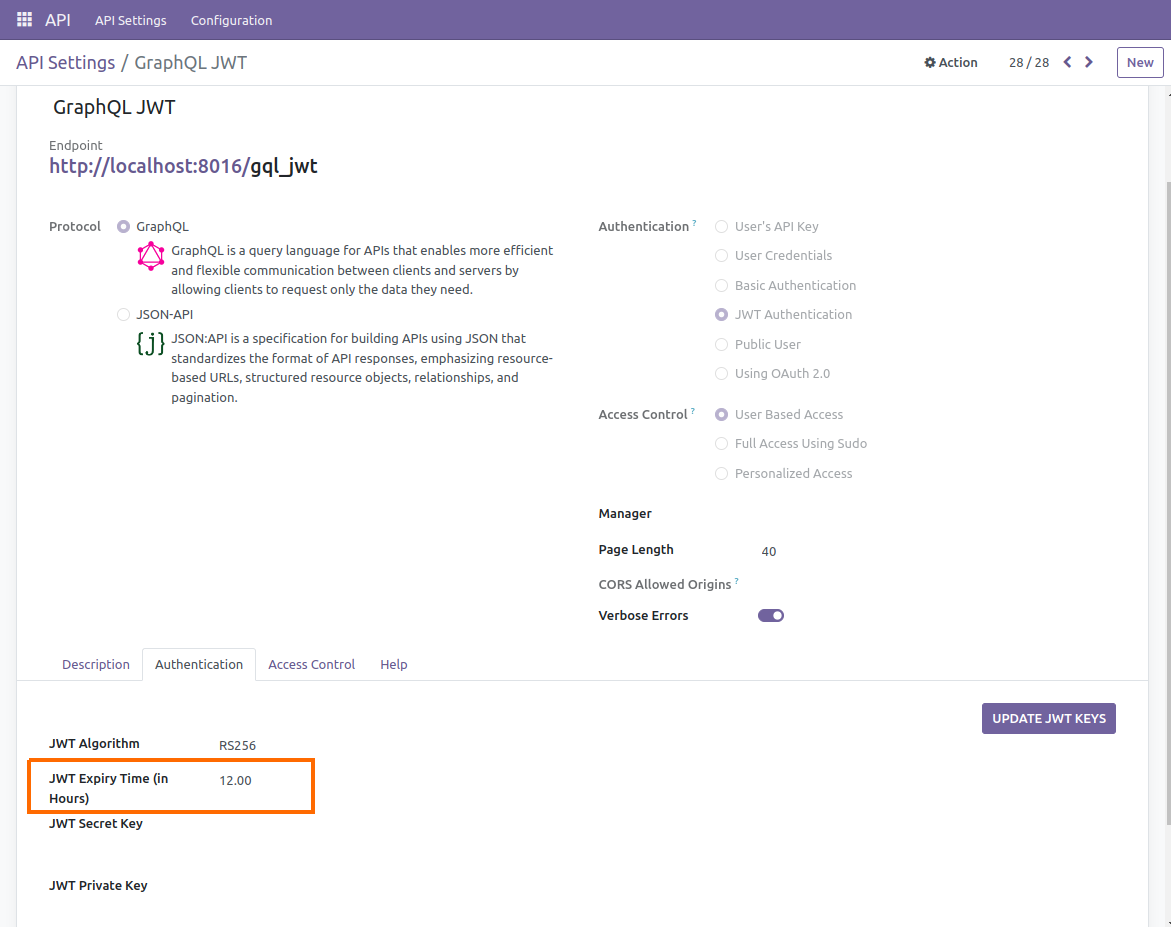 API API Settings Configuration
API Settings / GraphQL JWT Action 28 / 28 New
GraphQL JWT
Endpoint
http://localhost:8016/gql_jwt
Protocol
GraphQL
GraphQL is a query language for APIs that enables more efficient
and flexible communication between clients and servers by
allowing clients to request only the data they need.
JSON-API
{j} JSON:API is a specification for building APIs using JSON that
standardizes the format of API responses, emphasizing resource-
based URLs, structured resource objects, relationships, and
pagination.
Authentication ?
User's API Key
User Credentials
Basic Authentication
JWT Authentication
Public User
Using OAuth 2.0
Access Control ?
User Based Access
Full Access Using Sudo
Personalized Access
Manager
Page Length 40
CORS Allowed Origins ?
Verbose Errors
Description Authentication Access Control Help
UPDATE JWT KEYS
JWT Algorithm RS256
JWT Expiry Time (in 12.00
Hours)
JWT Secret Key
JWT Private Key